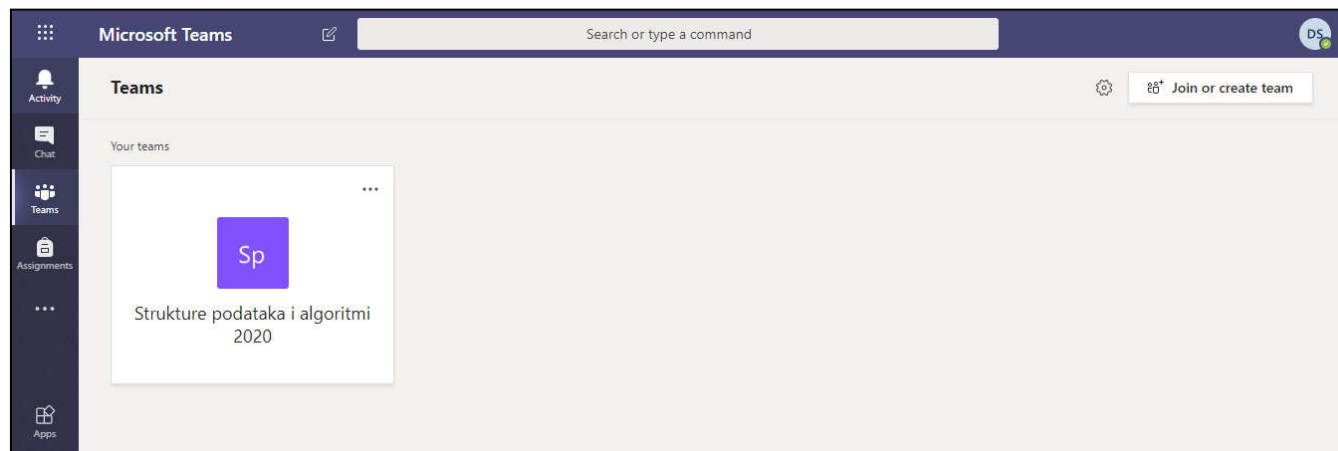 Microsoft Teams
Search or type a command
DS
Activity
Chat
Teams
Assignments
Apps
Teams
Join or create team
Your teams
Sp
Strukture podataka i algoritmi
2020